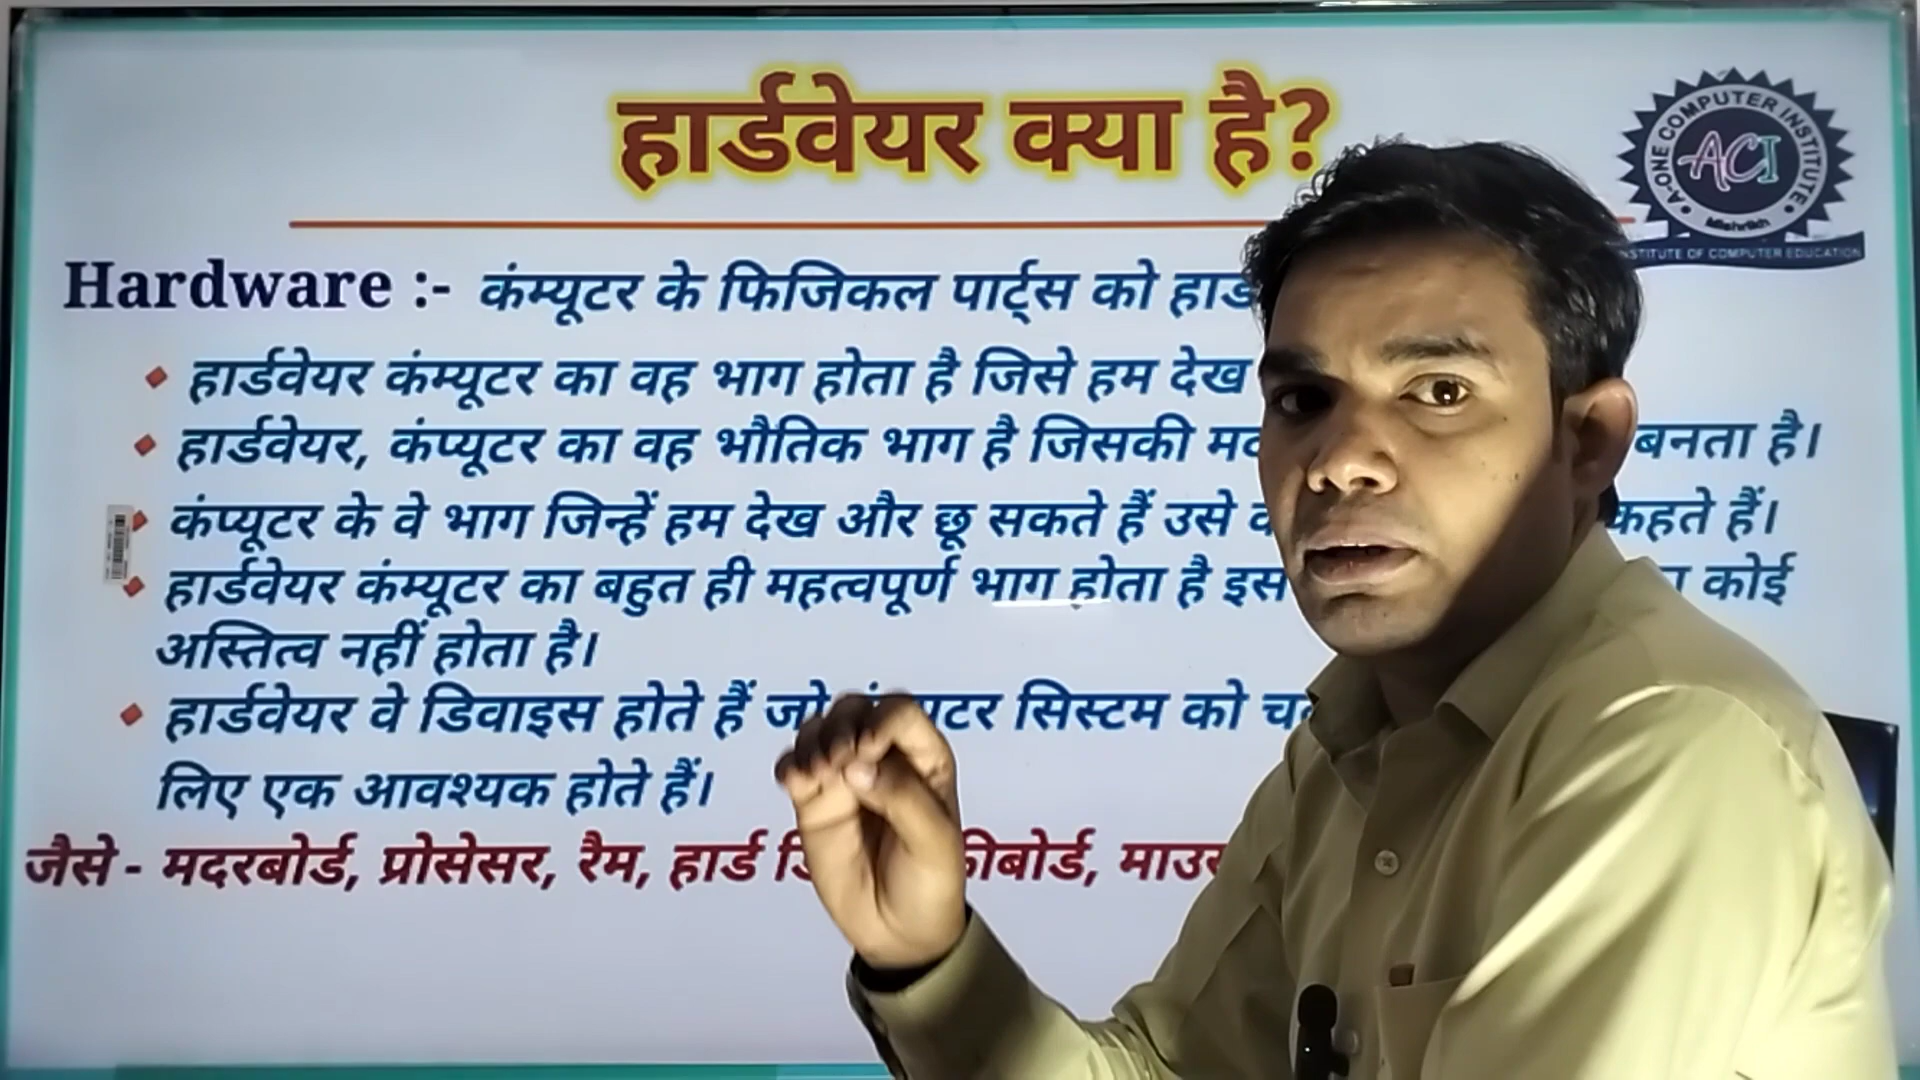 हार्डवेयर क्या है?
A-ONE COMPUTER INSTITUTE
ACI
Mishrikh
INSTITUTE OF COMPUTER EDUCATION
Hardware :- कंम्यूटर के फिजिकल पार्ट्स को
हार्डवेयर कंम्यूटर का वह भाग होता है जिसे हम देख
हार्डवेयर, कंप्यूटर का वह भौतिक भाग है जिसकी बनता है।
कंप्यूटर के वे भाग जिन्हें हम देख और छू सकते हैं उसे कहते हैं।
हार्डवेयर कंम्यूटर का बहुत ही महत्वपूर्ण भाग होता है इस कोई
अस्तित्व नहीं होता है।
हार्डवेयर वे डिवाइस होते हैं जो सिस्टम को
लिए एक आवश्यक होते हैं।
जैसे - मदरबोर्ड, प्रोसेसर, रैम, हार्ड कीबोर्ड, माउस